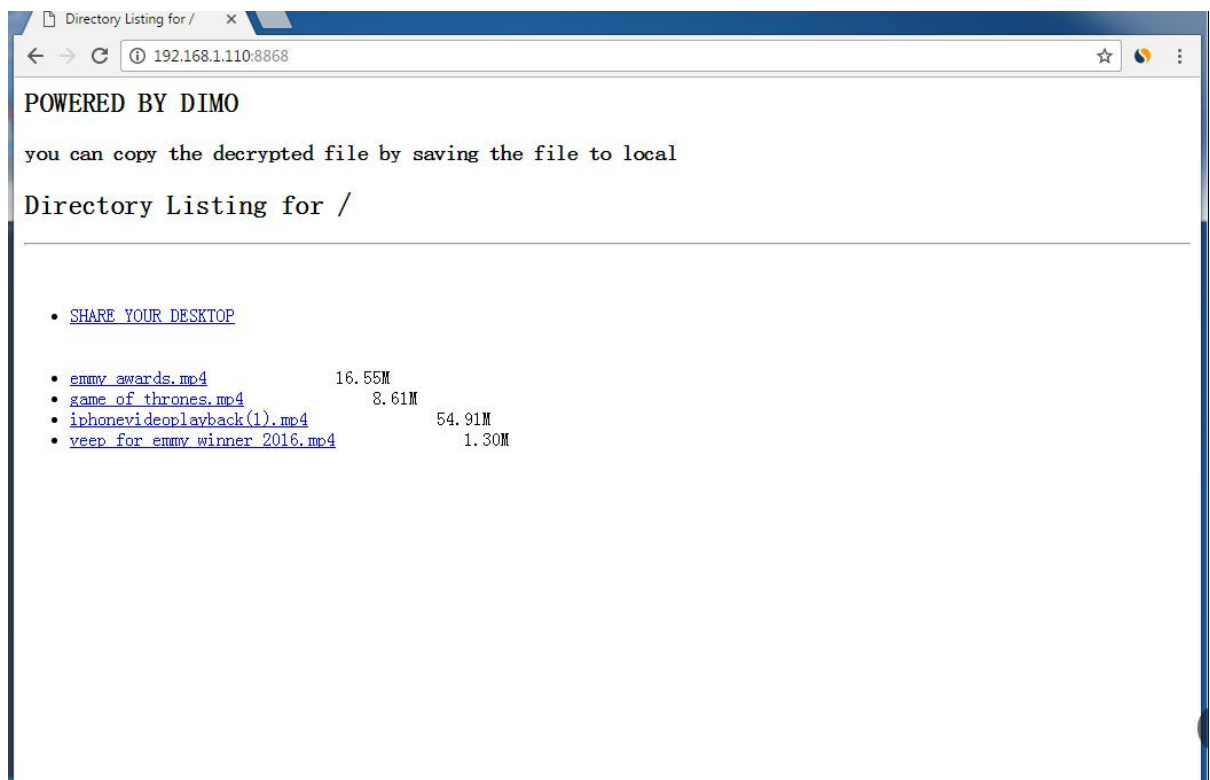 Directory Listing for /
192.168.1.110:8868
POWERED BY DIMO
you can copy the decrypted file by saving the file to local
Directory Listing for /
SHARE YOUR DESKTOP
emmy awards.mp4 16.55M
game of thrones.mp4 8.61M
iphonevideoplayback(1).mp4 54.91M
veep for emmy winner 2016.mp4 1.30M